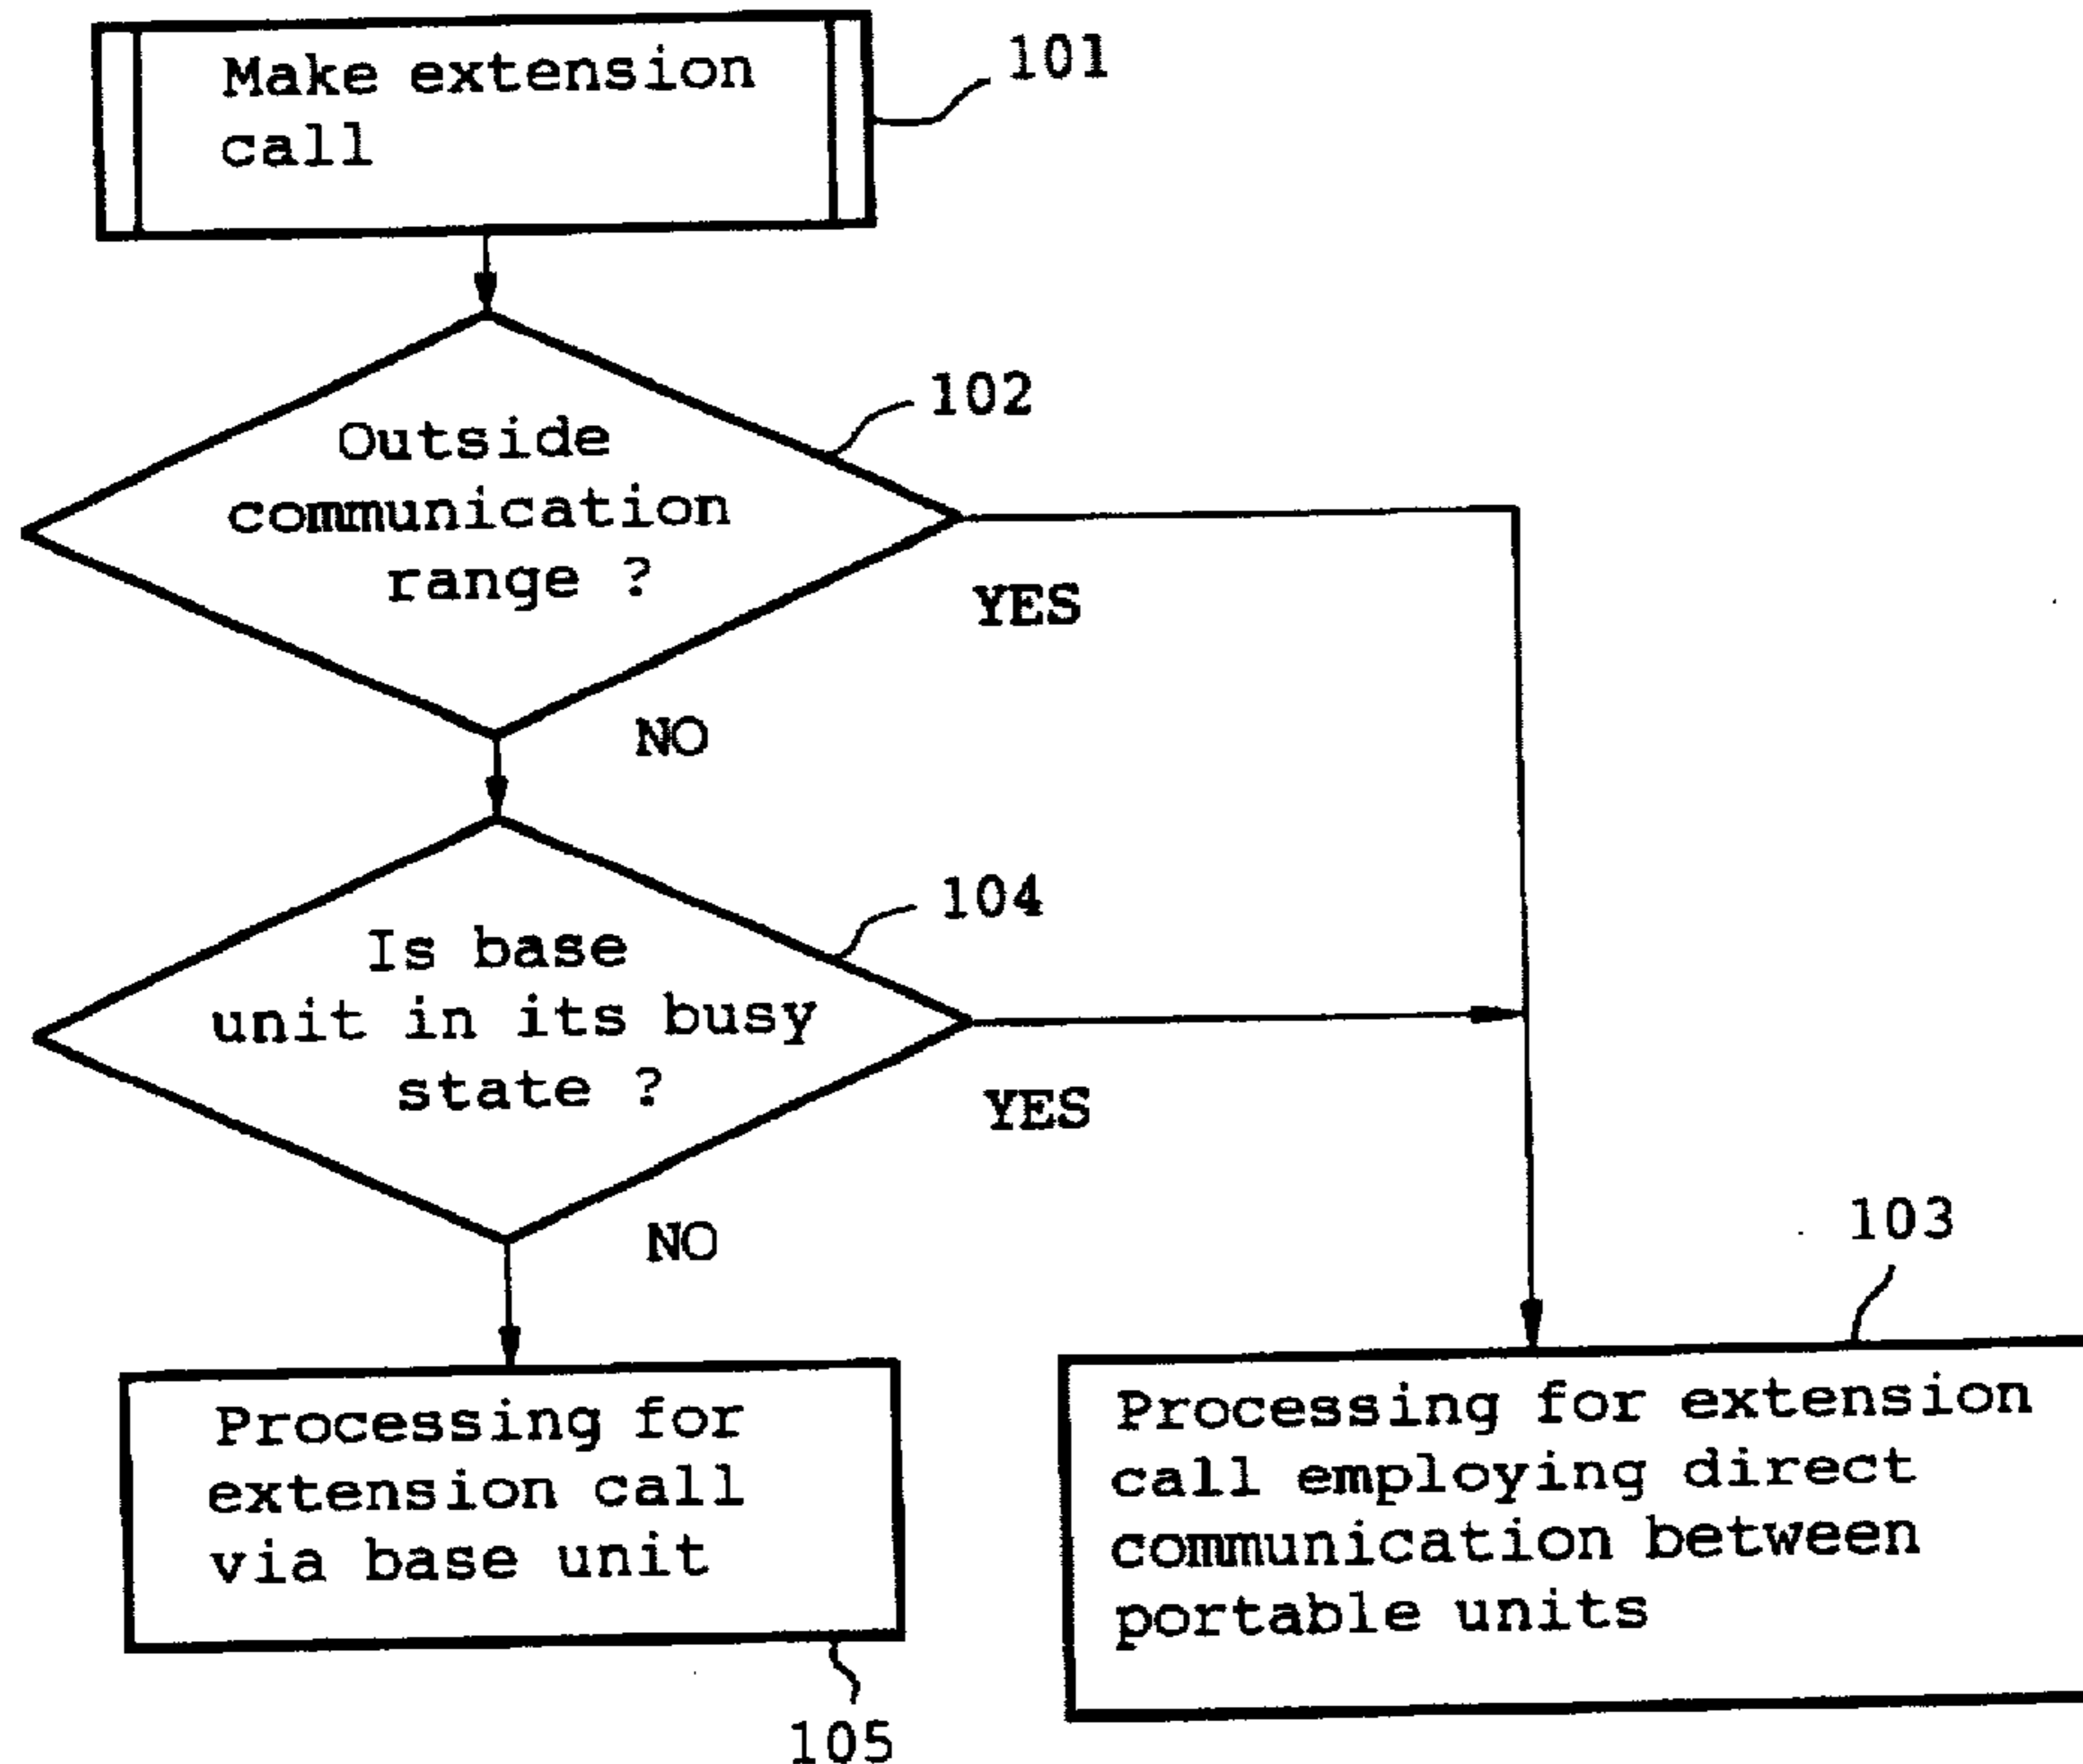 Make extension
call
101
Outside
communication
range ?
102
YES
NO
Is base
unit in its busy
state ?
104
YES
NO
Processing for
extension call
via base unit
105
103
Processing for extension
call employing direct
communication between
portable units